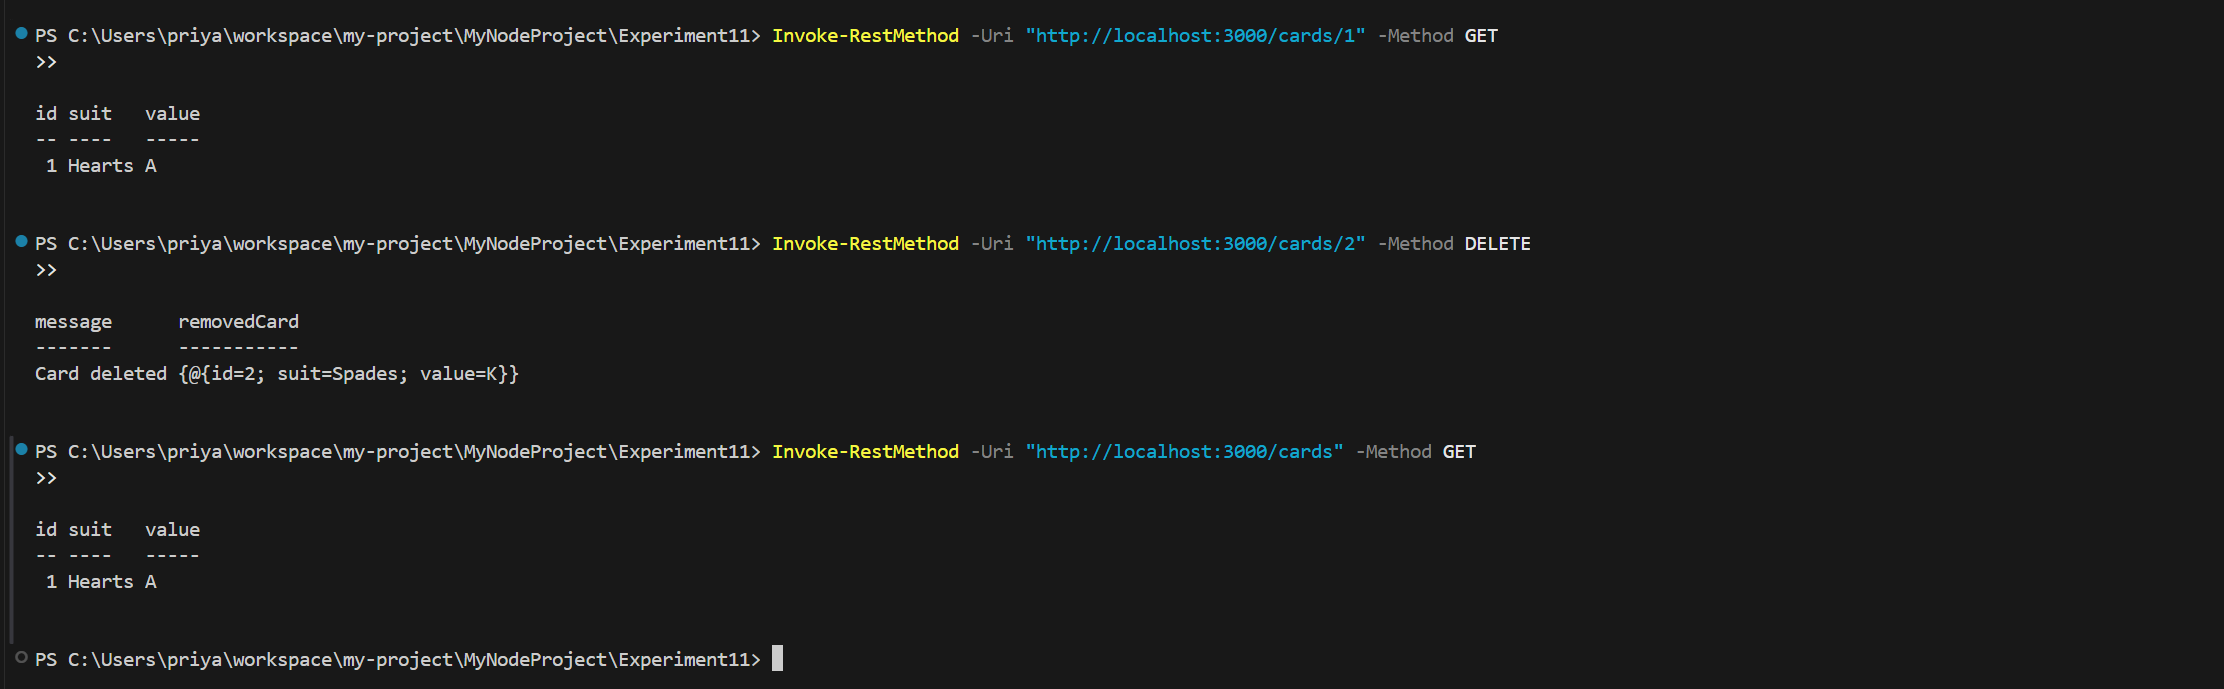 PS C:\Users\priya\workspace\my-project\MyNodeProject\Experiment11> Invoke-RestMethod -Uri "http://localhost:3000/cards/1" -Method GET
>>
id suit   value
-- ----   -----
 1 Hearts A
PS C:\Users\priya\workspace\my-project\MyNodeProject\Experiment11> Invoke-RestMethod -Uri "http://localhost:3000/cards/2" -Method DELETE
>>
message      removedCard
-------      -----------
Card deleted {@{id=2; suit=Spades; value=K}}
PS C:\Users\priya\workspace\my-project\MyNodeProject\Experiment11> Invoke-RestMethod -Uri "http://localhost:3000/cards" -Method GET
>>
id suit   value
-- ----   -----
 1 Hearts A
PS C:\Users\priya\workspace\my-project\MyNodeProject\Experiment11>